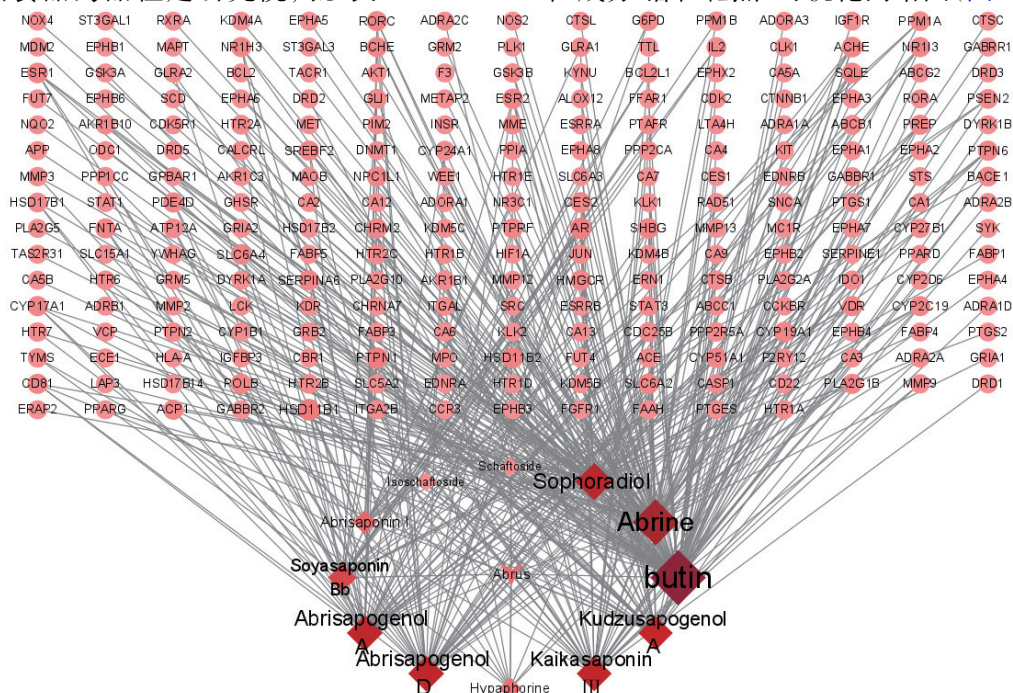 NOX4 ST3GAL1 RXRA KDM4A EPHA5 RORC ADRA2C NOS2 CTSL G6PD PPM1B ADORA3 IGF1R PPM1A CTSC
MDM2 EPHB1 MAPT NR1H3 ST3GAL3 BCHE GRM2 PLK1 GLRA1 TTL IL2 CLK1 ACHE NR1I3 GABRR1
ESR1 GSK3A GLRA2 BCL2 TACR1 AKT1 F3 GSK3B KYNU BCL2L1 EPHX2 CA5A SQLE ABCG2 DRD3
FUT7 EPHB6 SCD EPHA6 DRD2 GLI1 METAP2 ESR2 ALOX12 FFAR1 CDK2 CTNNB1 EPHA3 RORA PSEN2
NQO2 AKR1B10 CDK5R1 HTR2A MET PIM2 INSR MME ESRRA PTAFR LTA4H ADRA1A ABCB1 PREP DYRK1B
APP ODC1 DRD5 CALCRL SREBF2 DNMT1 CYP24A1 PPIA EPHA8 PPP2CA CA4 KIT EPHA1 EPHA2 PTPN6
MMP3 PPP1CC GPBAR1 AKR1C3 MAOB NPC1L1 WEE1 HTR1E SLC6A3 CA7 CES1 EDNRB GABBR1 STS BACE1
HSD17B1 STAT1 PDE4D GHSR CA2 CA12 ADORA1 NR3C1 CES2 KLK1 RAD51 SNCA PTGS1 CA1 ADRA2B
PLA2G5 FNTA ATP12A GRIA2 HSD17B2 CHRM2 KDM5C PTPRF AR SHBG MMP13 MC1R EPHA7 CYP27B1 SYK
TAS2R31 SLC15A1 YWHAG SLC6A4 FABP5 HTR2C HTR1B HIF1A JUN KDM4B CA9 EPHB2 SERPINE1 PPARD FABP1
CA5B HTR6 GRM5 DYRK1A SERPINA6 PLA2G10 AKR1B1 MMP12 HMGCR ERN1 CTSB PLA2G2A IDO1 CYP2D6 EPHA4
CYP17A1 ADRB1 MMP2 LCK KDR CHRNA7 ITGAL SRC ESRRB STAT3 ABCC1 CCKBR VDR CYP2C19 ADRA1D
HTR7 VCP PTPN2 CYP1B1 GRB2 FABP3 CA6 KLK2 CA13 CDC25B PPP2R5A CYP19A1 EPHB4 FABP4 PTGS2
TYMS ECE1 HLA-A IGFBP3 CBR1 PTPN1 MPO HSD11B2 FUT4 ACE CYP51A1 P2RY12 CA3 ADRA2A GRIA1
CD81 LAP3 HSD17B14 POLB HTR2B SLC5A2 EDNRA HTR1D KDM5B SLC6A2 CASP1 CD22 PLA2G1B MMP9 DRD1
ERAP2 PPARG ACP1 GABBR2 HSD11B1 ITGA2B CCR3 EPHB3 FGFR1 FAAH PTGES HTR1A
Schaftoside
Isoschaftoside Sophoradiol
Abrisaponin I Abrine
Soyasaponin
Bb
Abrus butin
Abrisapogenol
A
Kudzusapogenol
A
Abrisapogenol
D
Kaikasaponin
III
Hypaphorine